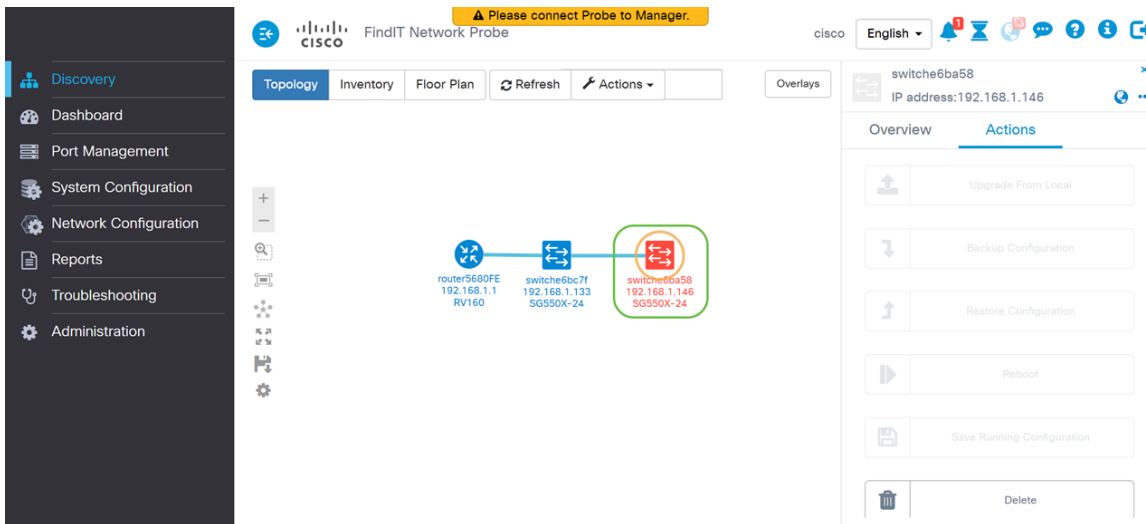 Please connect Probe to Manager.
CISCO
FindIT Network Probe
cisco
English
1
Discovery
Dashboard
Port Management
System Configuration
Network Configuration
Reports
Troubleshooting
Administration
Topology
Inventory
Floor Plan
Refresh
Actions
Overlays
router5680FE
192.168.1.1
RV160
switche6bc7f
192.168.1.133
SG550X-24
switche6ba58
192.168.1.146
SG550X-24
switche6ba58
IP address:192.168.1.146
Overview
Actions
Upgrade From Local
Backup Configuration
Restore Configuration
Reboot
Save Running Configuration
Delete